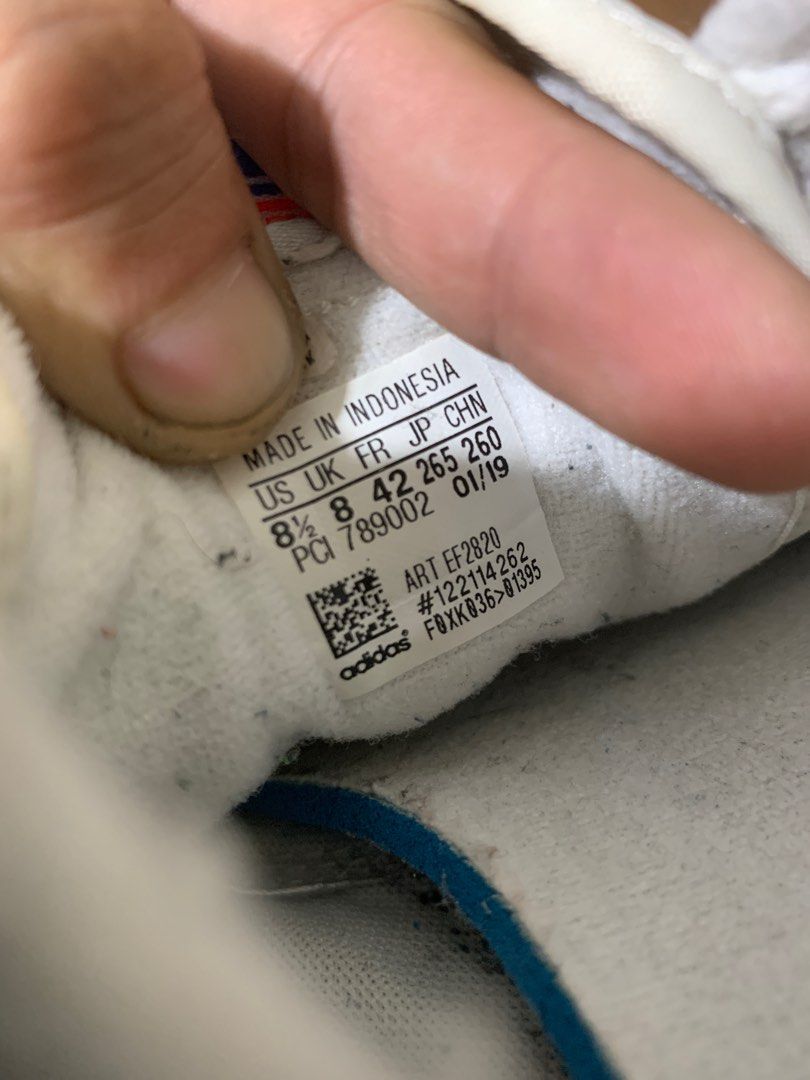 MADE IN INDONESIA
US UK FR JP CHN
8½ 8 42 265 260
PCI 789002 01/19
ART EF2820
#122114262
F0XK036>01395
adidas®